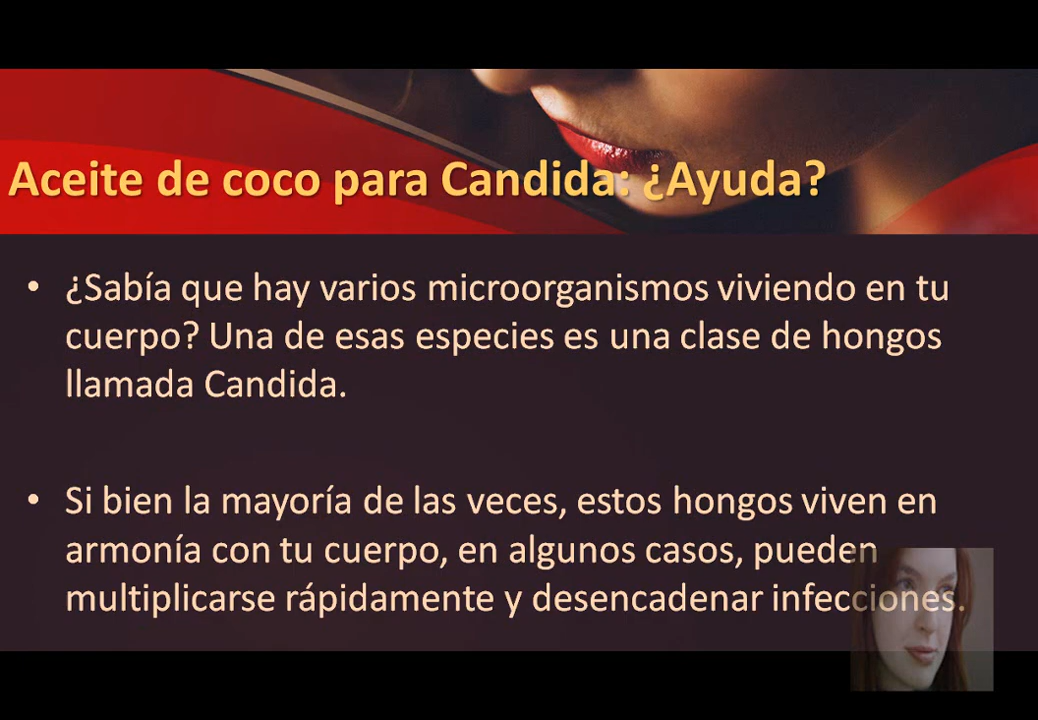 Aceite de coco para Candida: ¿Ayuda?
• ¿Sabía que hay varios microorganismos viviendo en tu
cuerpo? Una de esas especies es una clase de hongos
llamada Candida.
• Si bien la mayoría de las veces, estos hongos viven en
armonía con tu cuerpo, en algunos casos, pueden
multiplicarse rápidamente y desencadenar infecciones.